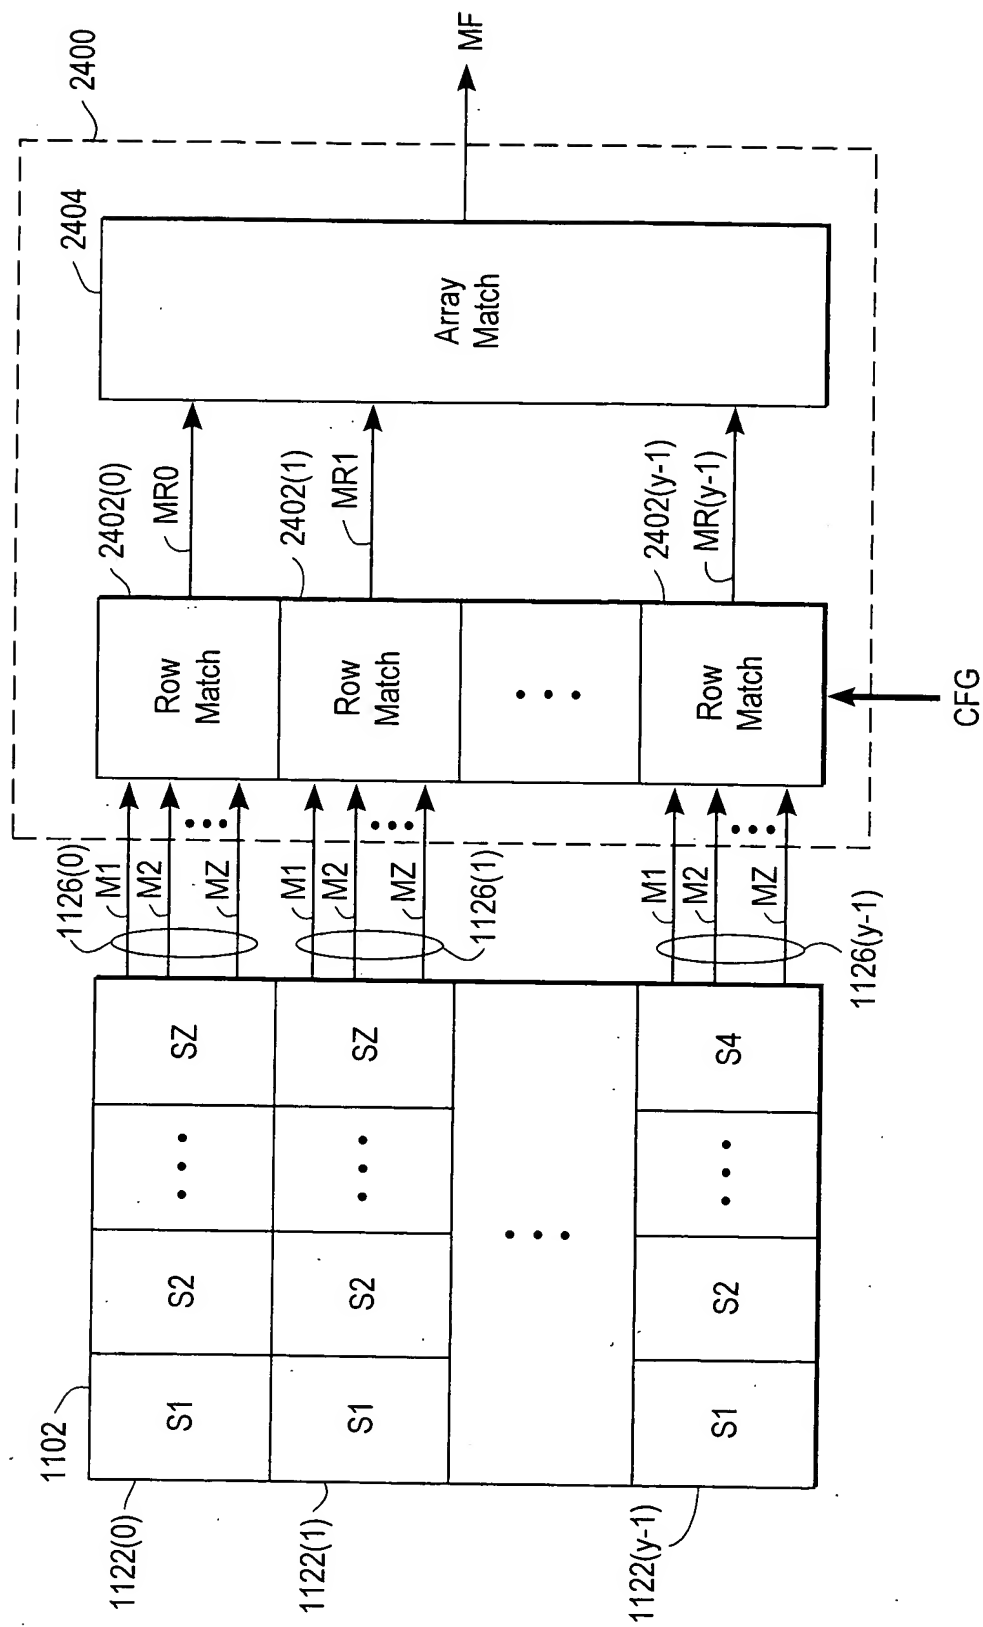 1102
1122(0)
S1
S2
SZ
1126(0)
M1
M2
MZ
Row
Match
2402(0)
MR0
1122(1)
S1
S2
SZ
1126(1)
M1
M2
MZ
Row
Match
2402(1)
MR1
1122(y-1)
S1
S2
S4
1126(y-1)
M1
M2
MZ
Row
Match
2402(y-1)
MR(y-1)
CFG
Array
Match
2404
2400
MF